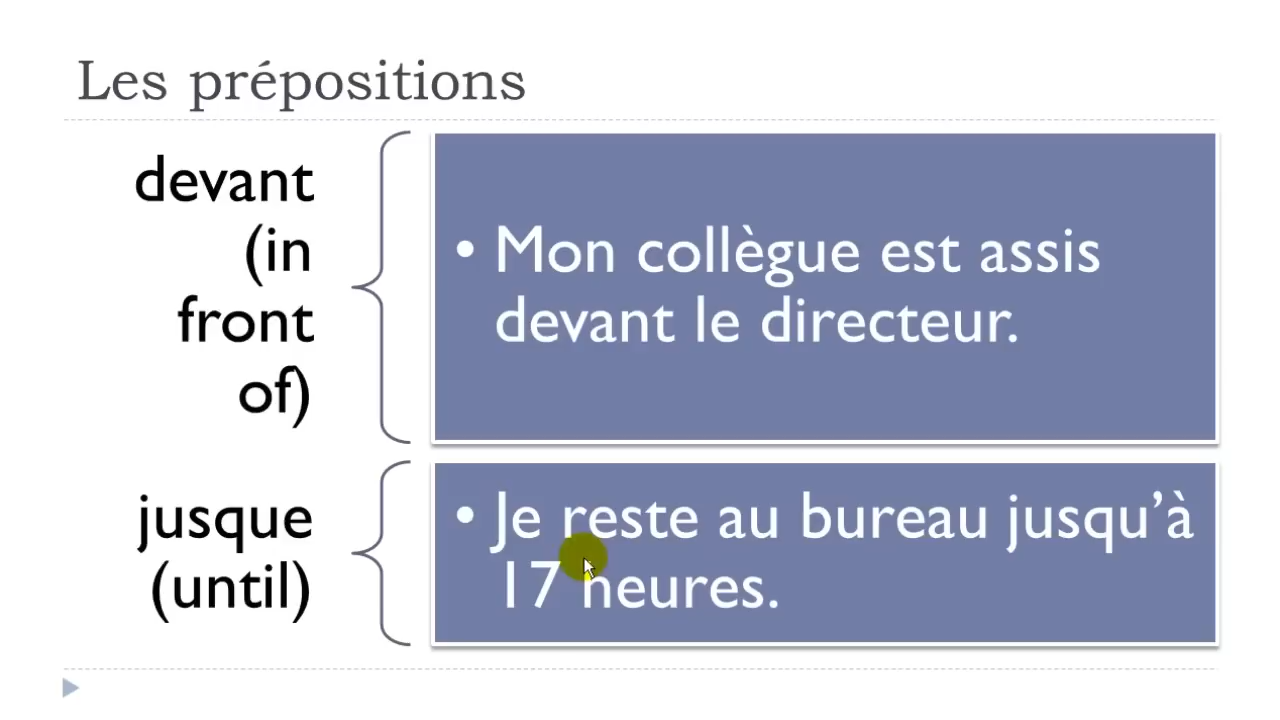 Les prépositions
devant
(in
front
of)
• Mon collègue est assis
devant le directeur.
jusque
(until)
• Je reste au bureau jusqu’à
17 heures.